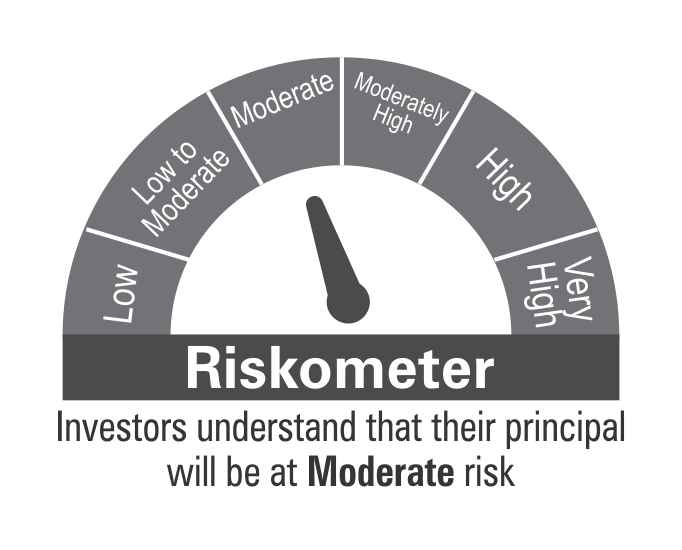 Low
Low to
Moderate
Moderate
Moderately
High
High
Very
High
Riskometer
Investors understand that their principal
will be at Moderate risk